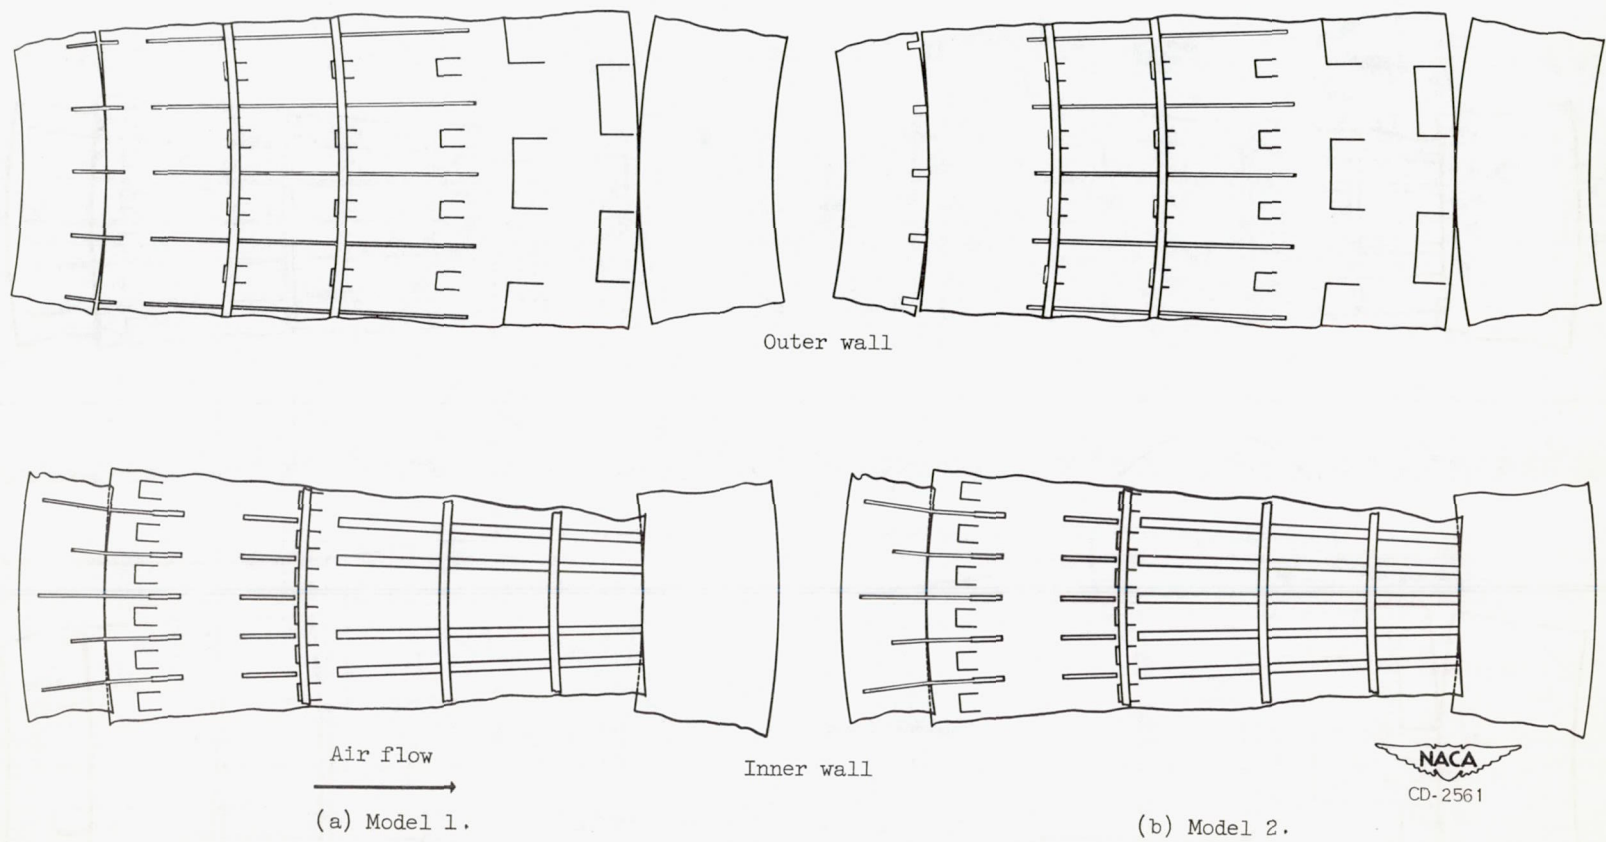 Outer wall
Air flow
Inner wall
NACA
CD-2561
(a) Model 1.
(b) Model 2.